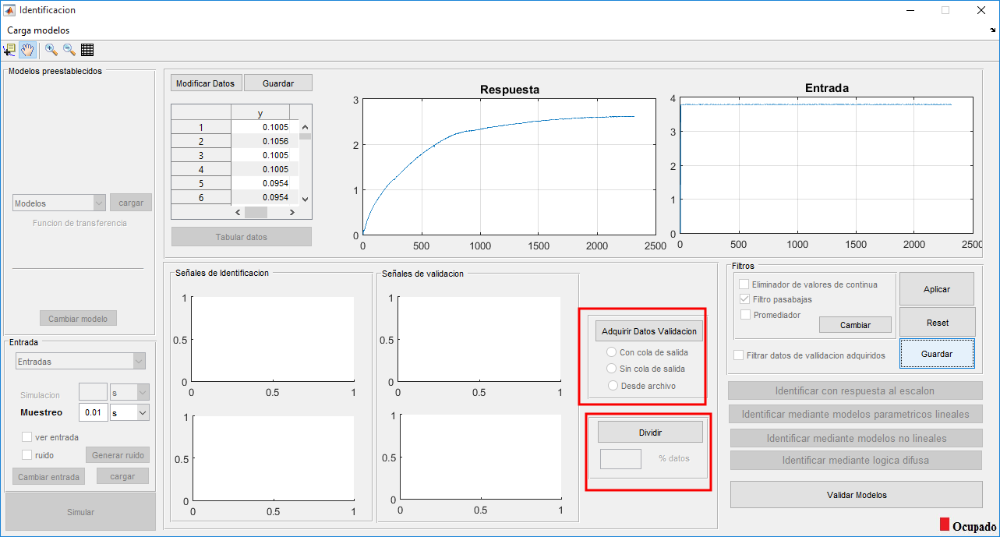 Identificacion
Carga modelos
Modelos preestablecidos
Modelos
cargar
Funcion de transferencia
Cambiar modelo
Entrada
Entradas
Simulacion
s
Muestreo
0.01
s
ver entrada
ruido
Generar ruido
Cambiar entrada
cargar
Simular
Modificar Datos
Guardar
y
1 0.1005
2 0.1056
3 0.1005
4 0.1005
5 0.0954
6 0.0954
Tabular datos
Respuesta
3
2
1
0
0 500 1000 1500 2000 2500
Entrada
4
3
2
1
0
0 500 1000 1500 2000 2500
Señales de Identificacion
1
0.5
0
0 0.5 1
1
0.5
0
0 0.5 1
Señales de validacion
1
0.5
0
0 0.5 1
1
0.5
0
0 0.5 1
Adquirir Datos Validacion
Con cola de salida
Sin cola de salida
Desde archivo
Dividir
% datos
Filtros
Eliminador de valores de continua
Filtro pasabajas
Promediador
Cambiar
Aplicar
Reset
Guardar
Filtrar datos de vallidacion adquiridos
Identificar con respuesta al escalon
Identificar mediante modelos parametricos lineales
Identificar mediante modelos no lineales
Identificar mediante logica difusa
Validar Modelos
Ocupado